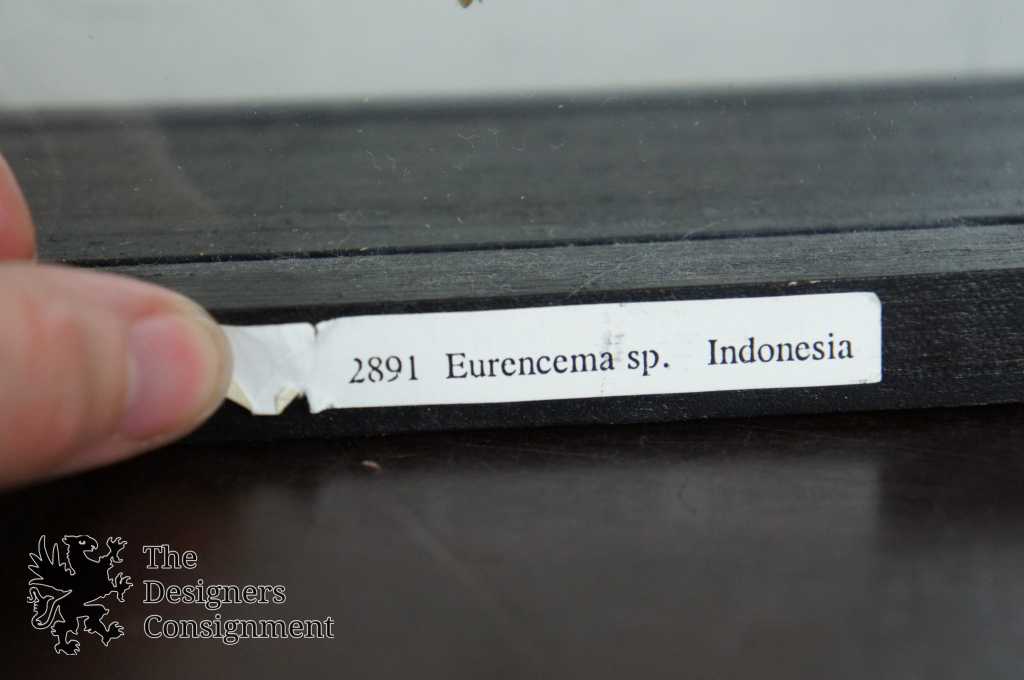 2891 Eurencema sp. Indonesia
The
Designers
Consignment